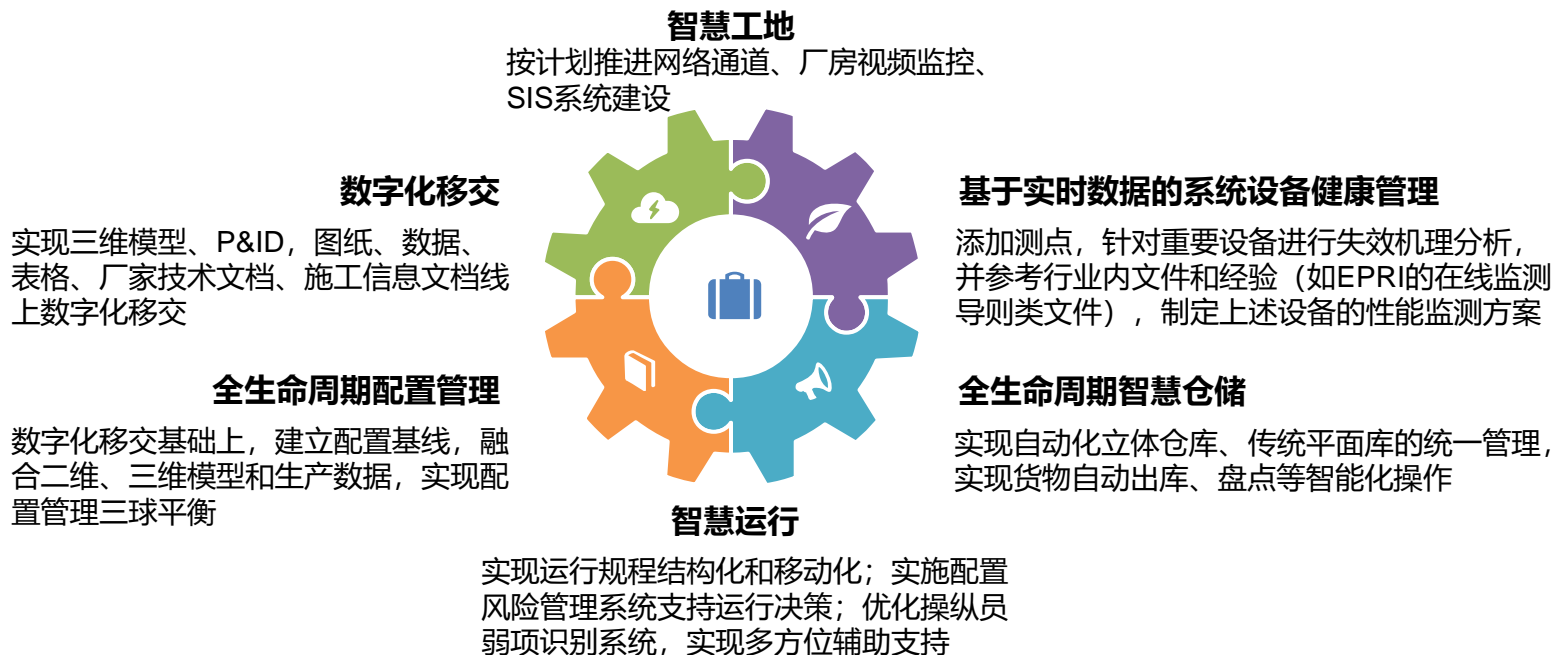 智慧工地
按计划推进网络通道、厂房视频监控、
SIS系统建设
数字化移交
实现三维模型、P&ID，图纸、数据、
表格、厂家技术文档、施工信息文档线
上数字化移交
基于实时数据的系统设备健康管理
添加测点，针对重要设备进行失效机理分析，
并参考行业内文件和经验（如EPRI的在线监测
导则类文件），制定上述设备的性能监测方案
全生命周期配置管理
数字化移交基础上，建立配置基线，融
合二维、三维模型和生产数据，实现配
置管理三球平衡
全生命周期智慧仓储
实现自动化立体仓库、传统平面库的统一管理，
实现货物自动出库、盘点等智能化操作
智慧运行
实现运行规程结构化和移动化；实施配置
风险管理系统支持运行决策；优化操纵员
弱项识别系统，实现多方位辅助支持